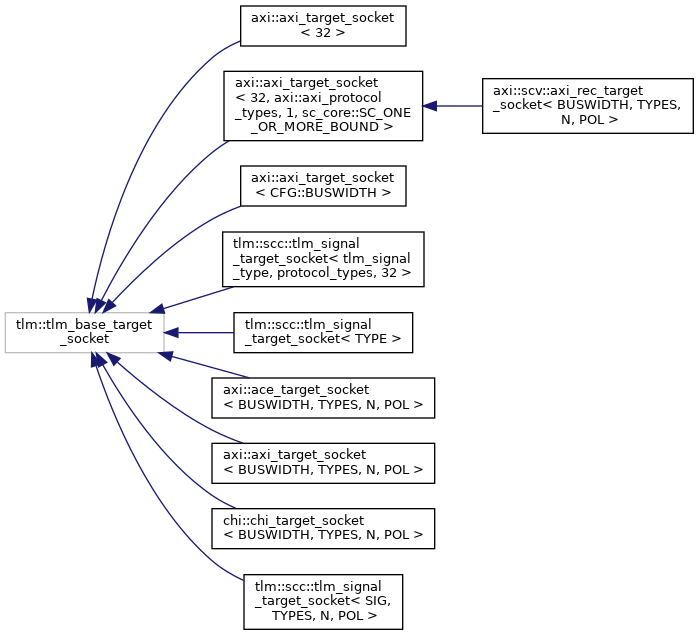 axi::axi_target_socket
< 32 >
axi::axi_target_socket
< 32, axi::axi_protocol
_types, 1, sc_core::SC_ONE
_OR_MORE_BOUND >
axi::scv::axi_rec_target
_socket< BUSWIDTH, TYPES,
N, POL >
axi::axi_target_socket
< CFG::BUSWIDTH >
tlm::scc::tlm_signal
_target_socket< tlm_signal
_type, protocol_types, 32 >
tlm::tlm_base_target
_socket
tlm::scc::tlm_signal
_target_socket< TYPE >
axi::ace_target_socket
< BUSWIDTH, TYPES, N, POL >
axi::axi_target_socket
< BUSWIDTH, TYPES, N, POL >
chi::chi_target_socket
< BUSWIDTH, TYPES, N, POL >
tlm::scc::tlm_signal
_target_socket< SIG,
TYPES, N, POL >